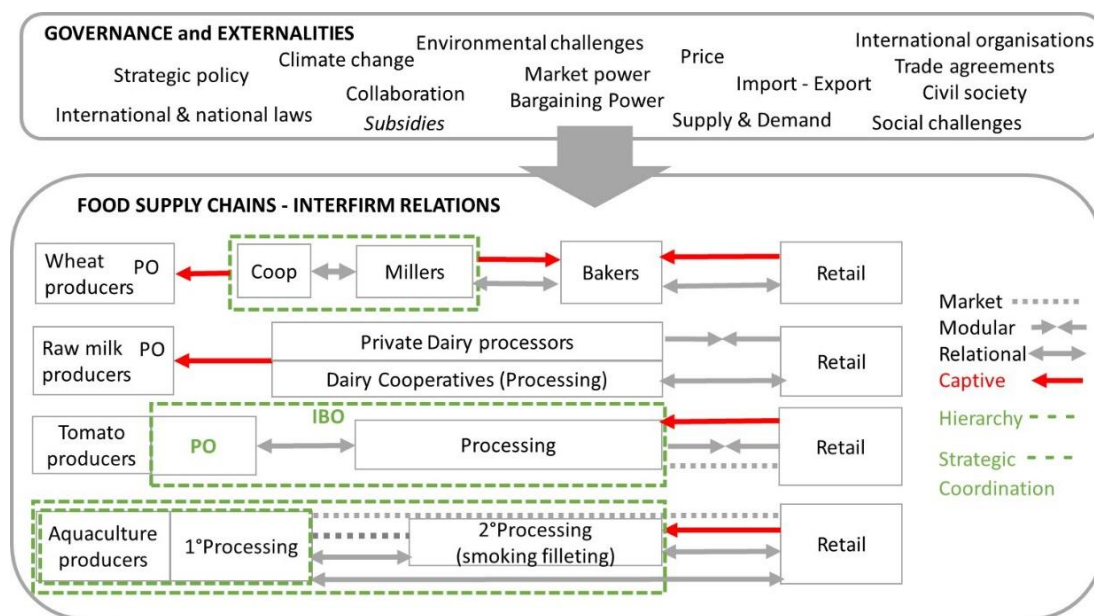 GOVERNANCE and EXTERNALITIES
Climate change
Environmental challenges
Price
International organisations
Strategic policy
Market power
Import - Export
Trade agreements
Collaboration
Bargaining Power
Civil society
International & national laws
Subsidies
Supply & Demand
Social challenges
FOOD SUPPLY CHAINS - INTERFIRM RELATIONS
Wheat PO
producers
Coop
Millers
Bakers
Retail
Raw milk PO
producers
Private Dairy processors
Dairy Cooperatives (Processing)
Retail
Tomato
producers
PO
IBO
Processing
Retail
Aquaculture
producers
1°Processing
2°Processing
(smoking filleting)
Retail
Market
Modular
Relational
Captive
Hierarchy
Strategic
Coordination